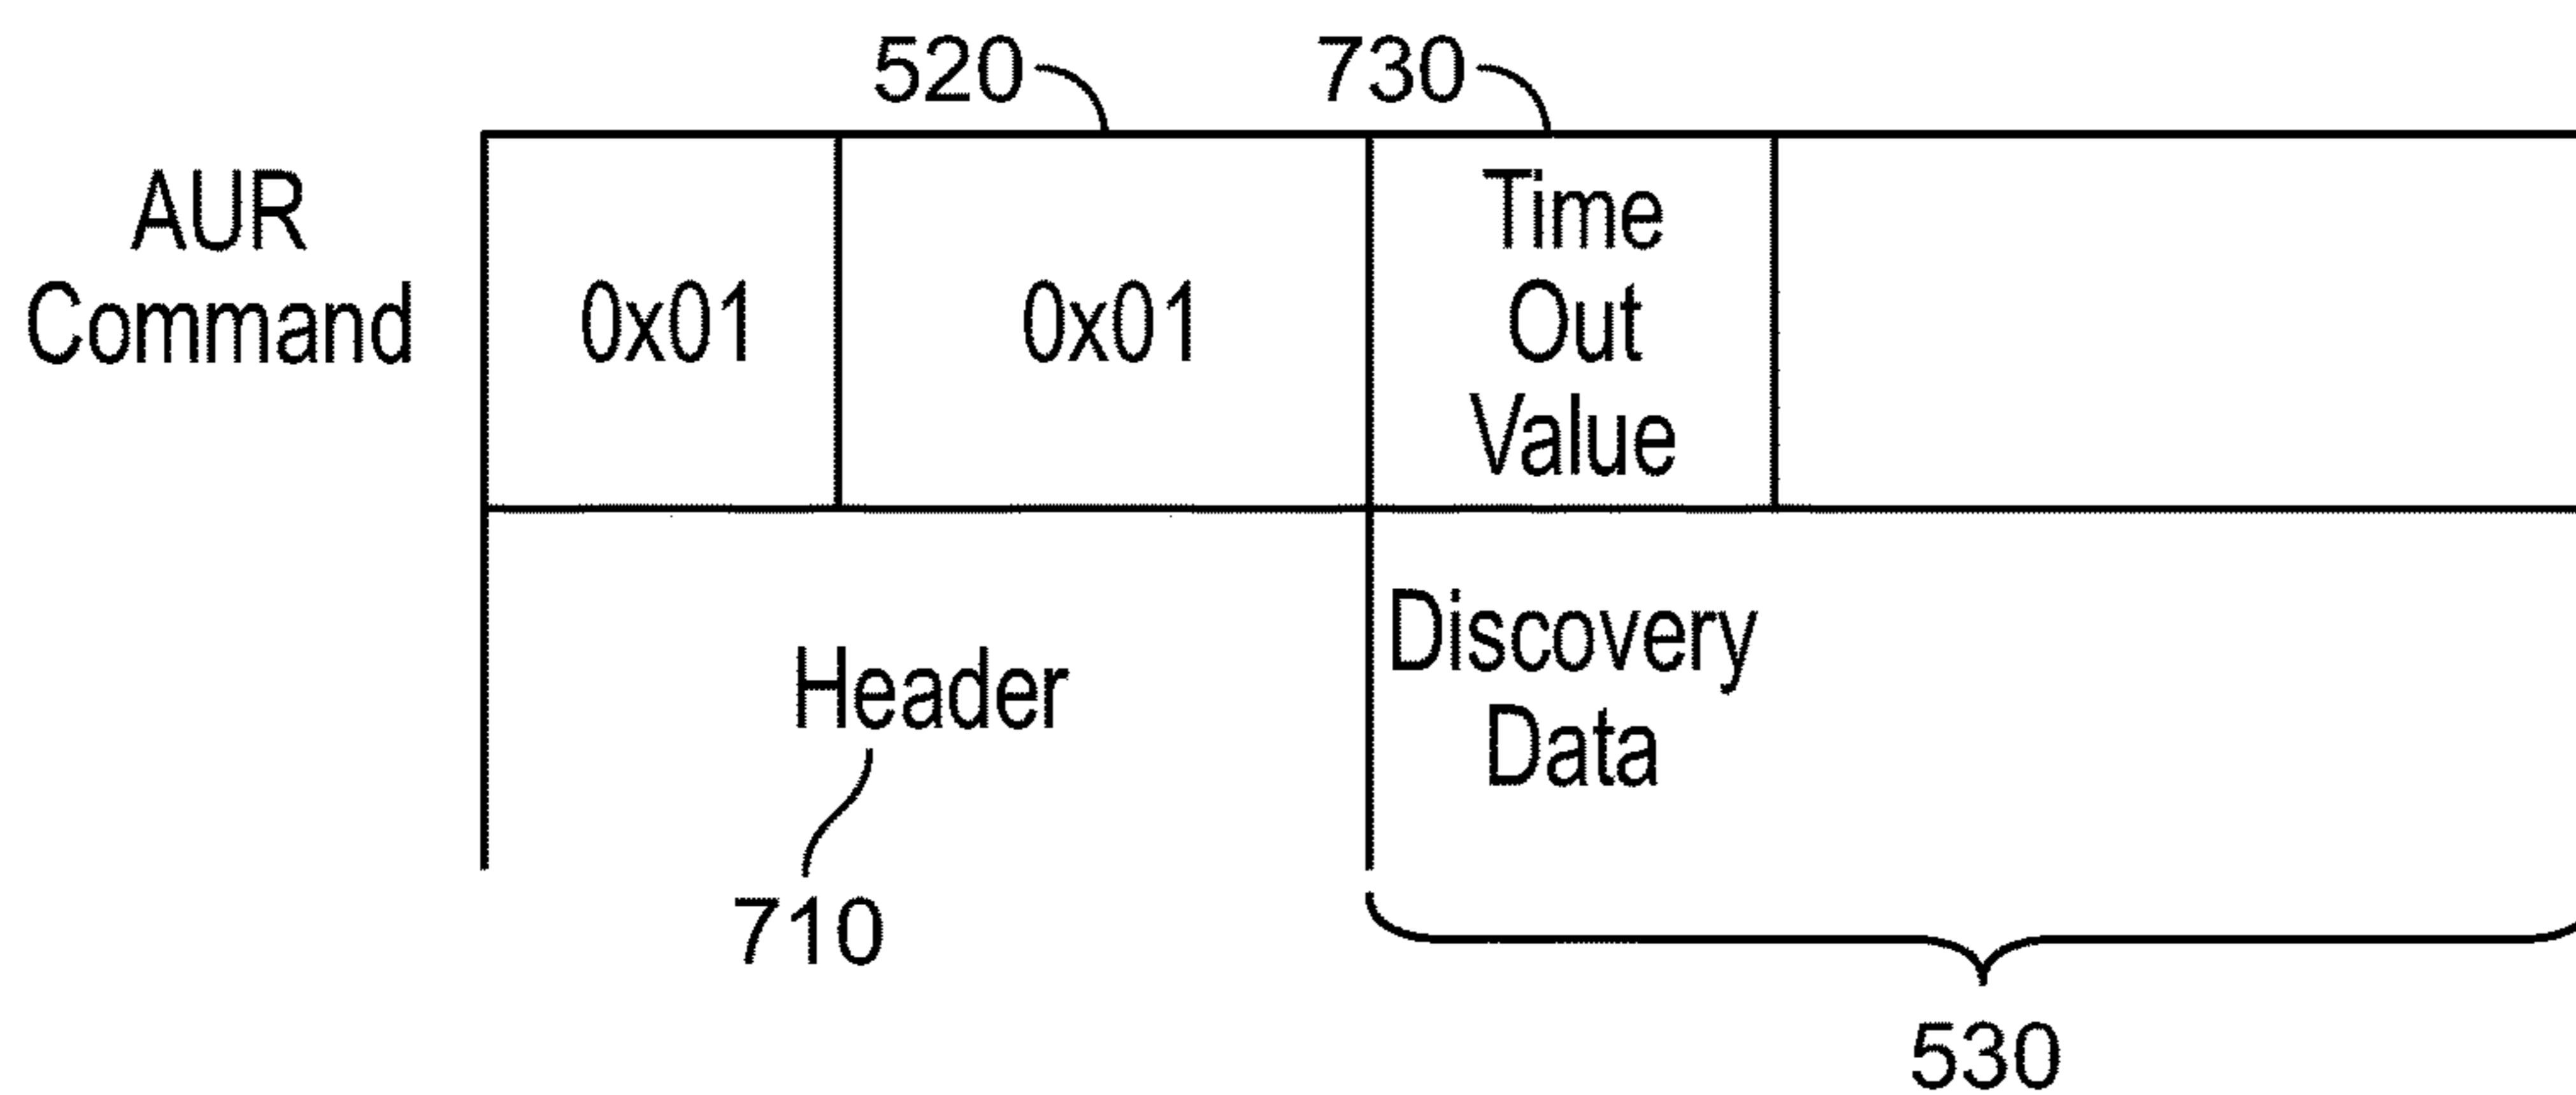 520
730
AUR
Command
0x01
0x01
Time
Out
Value
Header
Discovery
Data
710
530